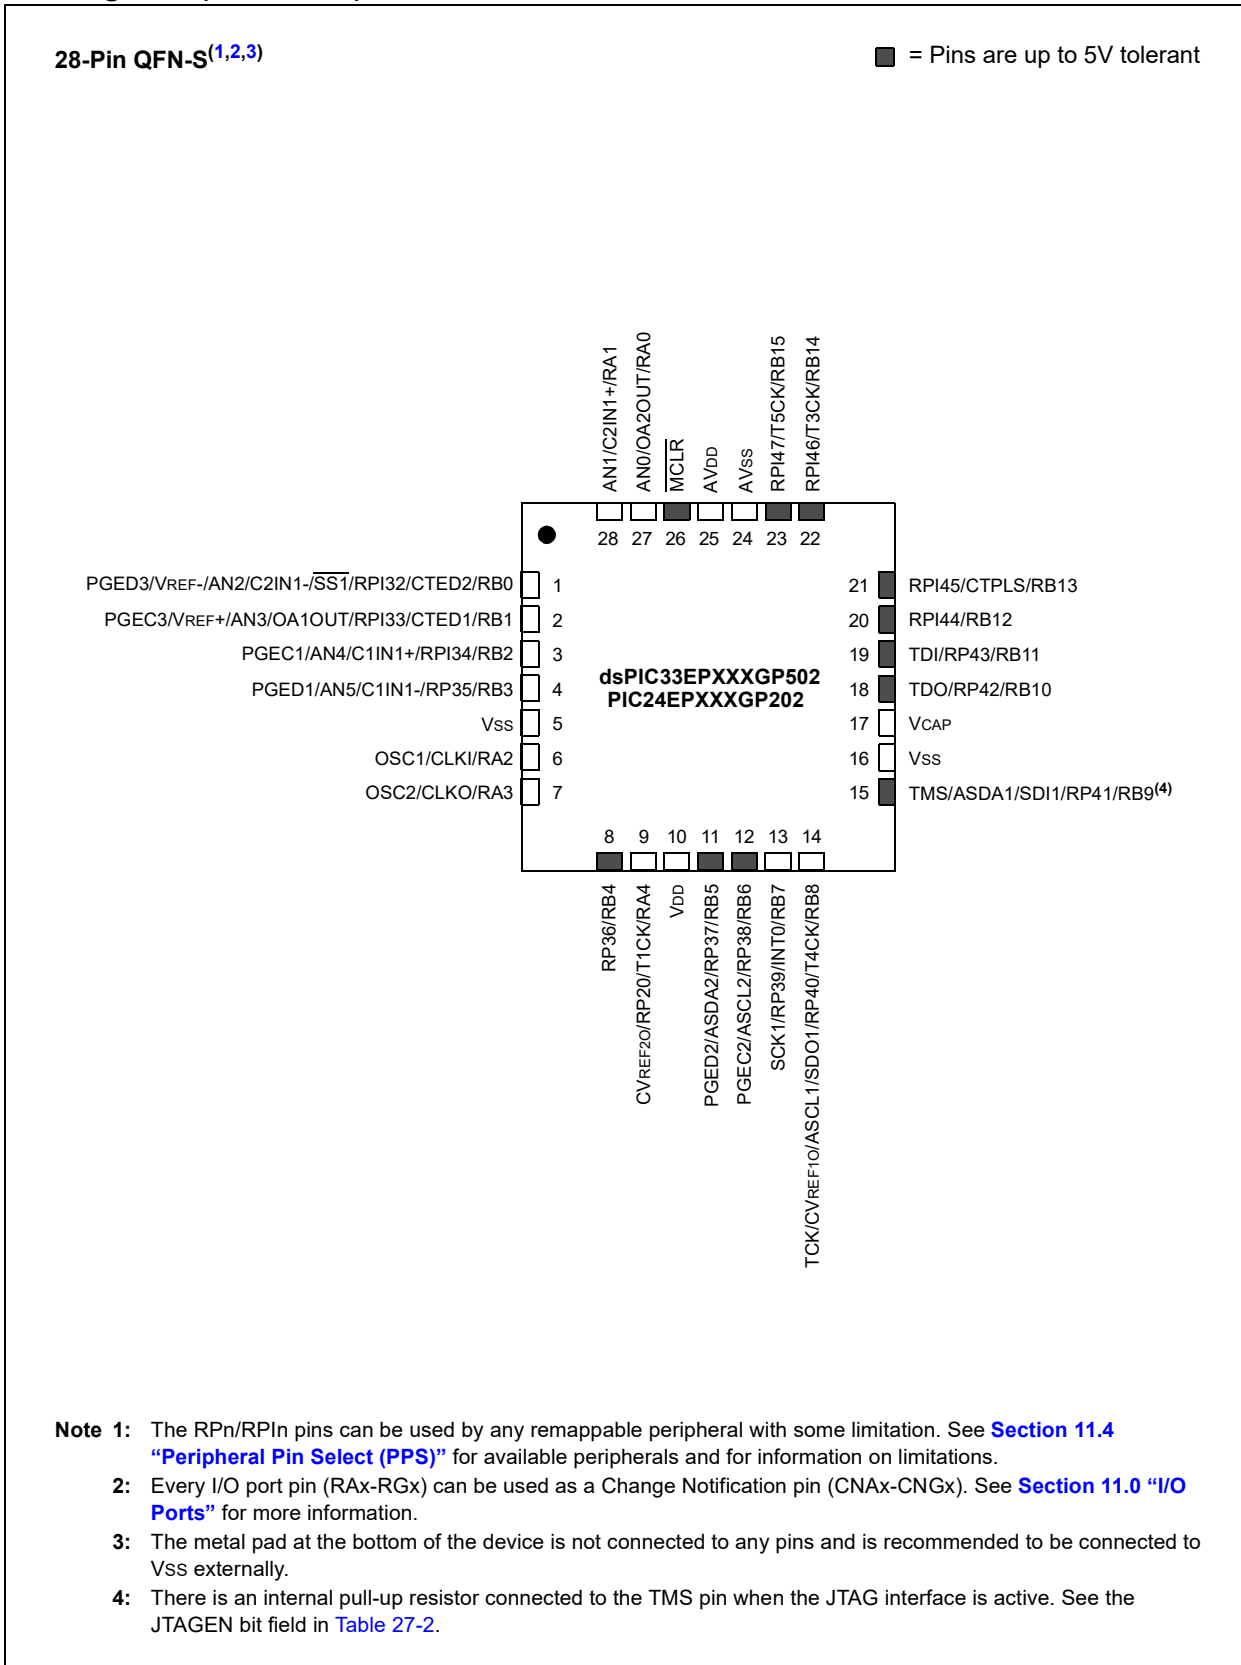 28-Pin QFN-S(1,2,3)
= Pins are up to 5V tolerant
AN1/C2IN1+/RA1
AN0/OA2OUT/RA0
MCLR
AVDD
AVSS
RPI47/T5CK/RB15
RPI46/T3CK/RB14
28 27 26 25 24 23 22
PGED3/VREF-/AN2/C2IN1-/SS1/RPI32/CTED2/RB0 1
PGEC3/VREF+/AN3/OA1OUT/RPI33/CTED1/RB1 2
PGEC1/AN4/C1IN1+/RPI34/RB2 3
PGED1/AN5/C1IN1-/RP35/RB3 4
VSS 5
OSC1/CLKI/RA2 6
OSC2/CLKO/RA3 7
dsPIC33EPXXXGP502
PIC24EPXXXGP202
21 RPI45/CTPLS/RB13
20 RPI44/RB12
19 TDI/RP43/RB11
18 TDO/RP42/RB10
17 VCAP
16 VSS
15 TMS/ASDA1/SDI1/RP41/RB9(4)
8 9 10 11 12 13 14
RP36/RB4
CVREF2O/RP20/T1CK/RA4
VDD
PGED2/ASDA2/RP37/RB5
PGEC2/ASCL2/RP38/RB6
SCK1/RP39/INT0/RB7
TCK/CVREF1O/ASCL1/SDO1/RP40/T4CK/RB8
Note 1: The RPn/RPIn pins can be used by any remappable peripheral with some limitation. See Section 11.4
“Peripheral Pin Select (PPS)” for available peripherals and for information on limitations.
2: Every I/O port pin (RAx-RGx) can be used as a Change Notification pin (CNAx-CNGx). See Section 11.0 “I/O
Ports” for more information.
3: The metal pad at the bottom of the device is not connected to any pins and is recommended to be connected to
VSS externally.
4: There is an internal pull-up resistor connected to the TMS pin when the JTAG interface is active. See the
JTAGEN bit field in Table 27-2.